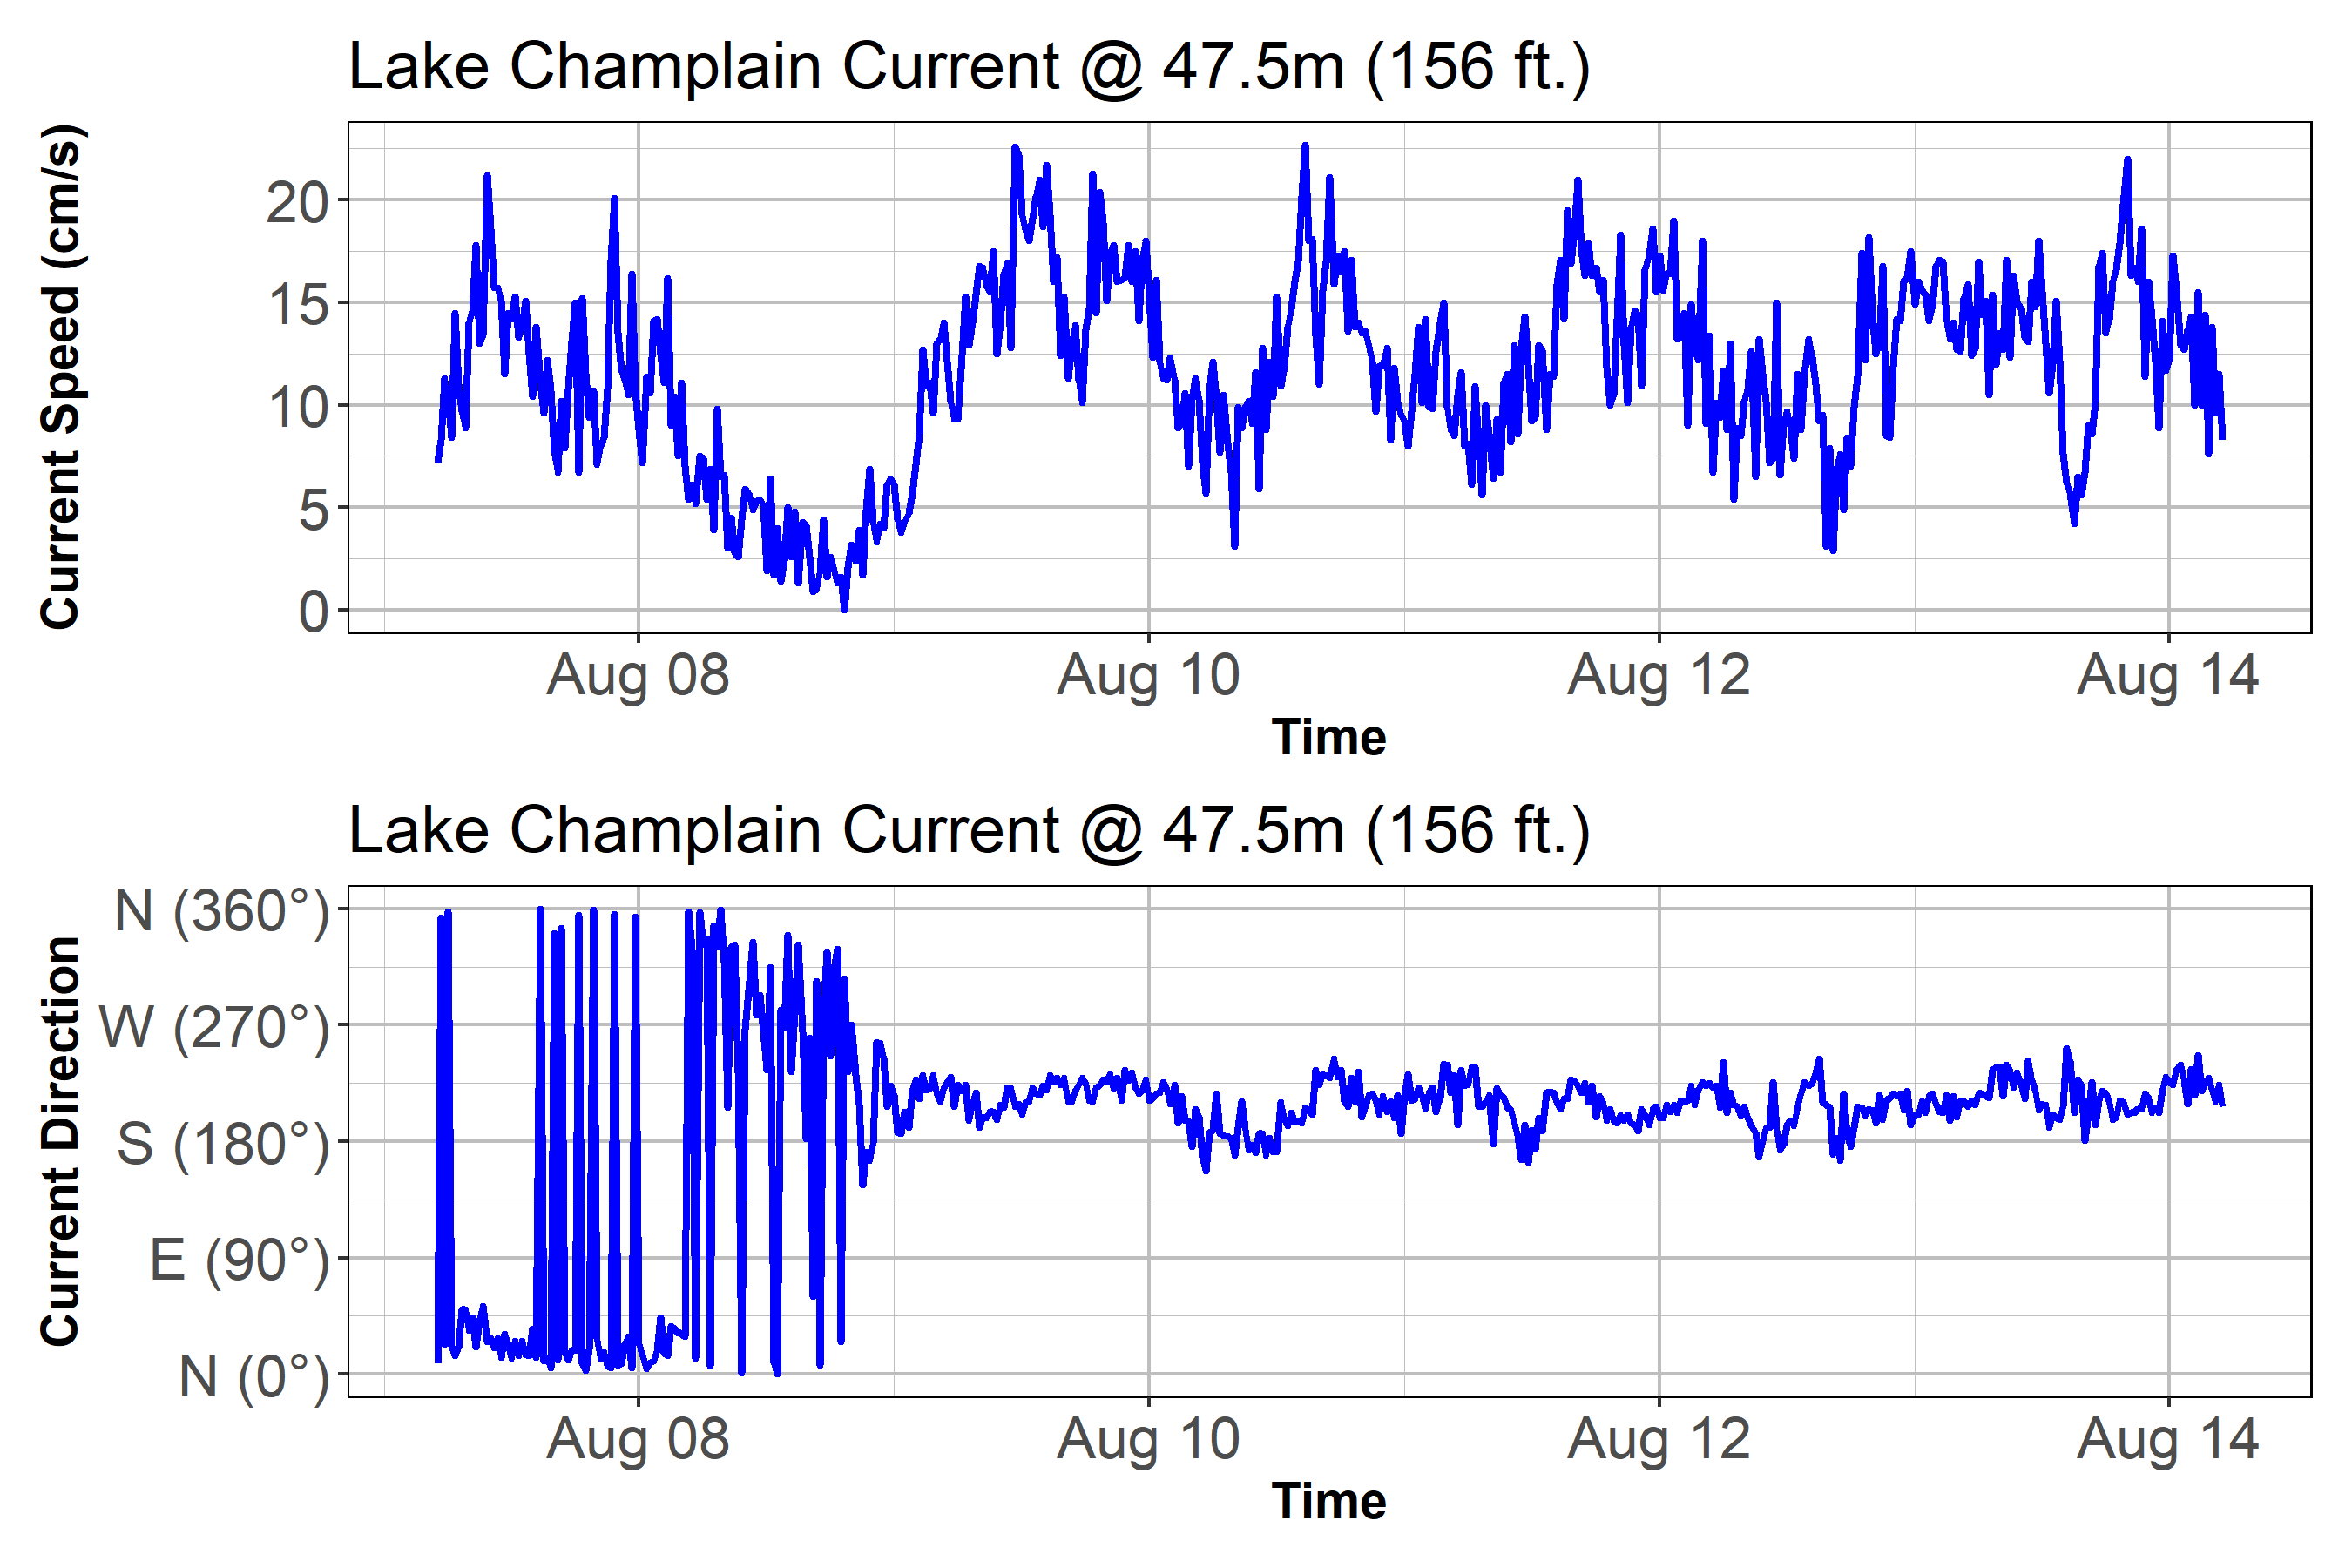 Lake Champlain Current @ 47.5m (156 ft.)
Current Speed (cm/s)
20
15
10
5
0
Aug 08 Aug 10 Aug 12 Aug 14
Time
Lake Champlain Current @ 47.5m (156 ft.)
Current Direction
N (360°)
W (270°)
S (180°)
E (90°)
N (0°)
Aug 08 Aug 10 Aug 12 Aug 14
Time